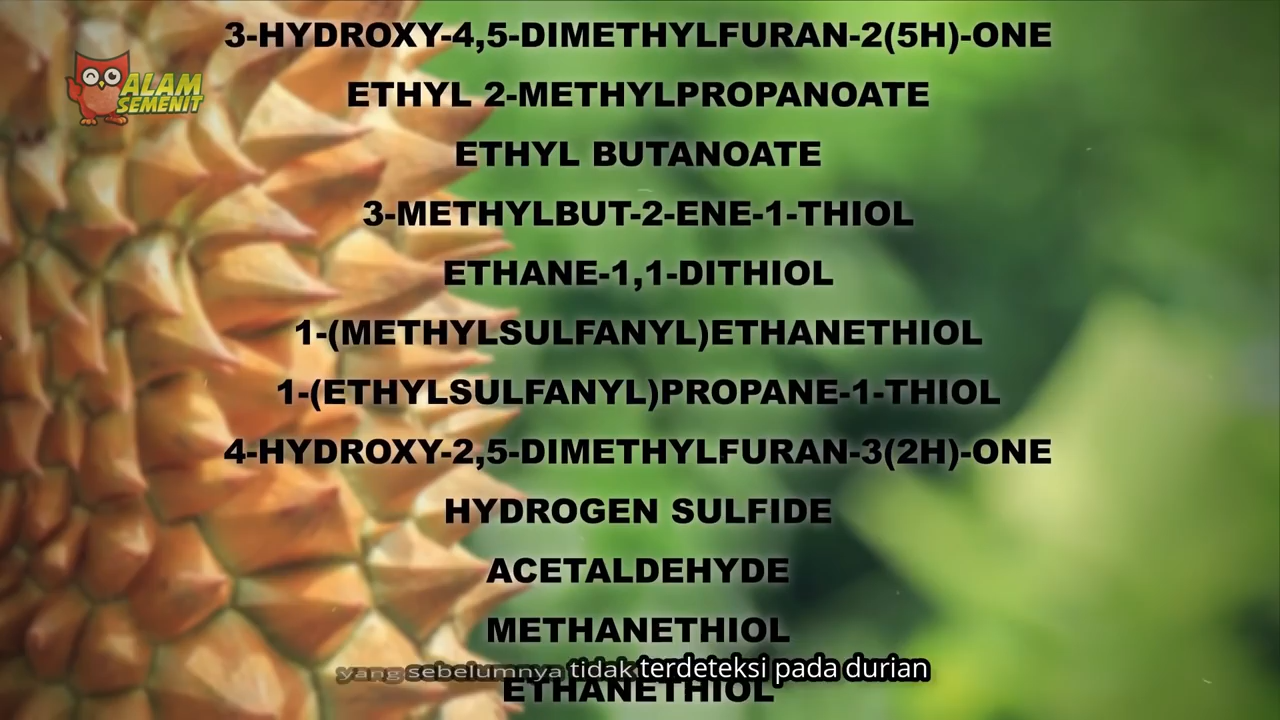 3-HYDROXY-4,5-DIMETHYLFURAN-2(5H)-ONE
ALAM
SEMENIT
ETHYL 2-METHYLPROPANOATE
ETHYL BUTANOATE
3-METHYLBUT-2-ENE-1-THIOL
ETHANE-1,1-DITHIOL
1-(METHYLSULFANYL)ETHANETHIOL
1-(ETHYLSULFANYL)PROPANE-1-THIOL
4-HYDROXY-2,5-DIMETHYLFURAN-3(2H)-ONE
HYDROGEN SULFIDE
ACETALDEHYDE
METHANETHIOL
yang sebelumnya tidak terdeteksi pada durian
ETHANETHIOL